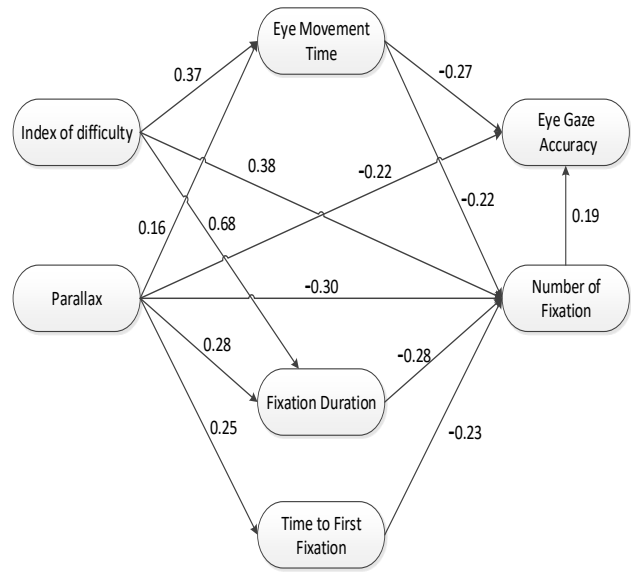 Eye Movement
Time
0.37
-0.27
Index of difficulty
Eye Gaze
Accuracy
0.38
-0.22
-0.22
0.16
0.68
0.19
Parallax
-0.30
Number of
Fixation
0.28
-0.28
Fixation Duration
0.25
-0.23
Time to First
Fixation